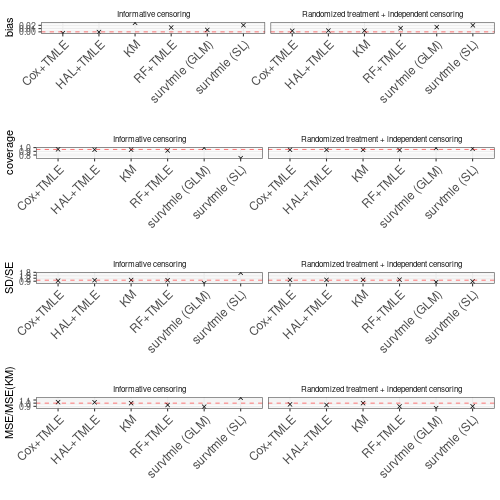 bias
Informative censoring
Randomized treatment + independent censoring
0.02
0.00
Cox+TMLE
HAL+TMLE
KM
RF+TMLE
survtmle (GLM)
survtmle (SL)
Cox+TMLE
HAL+TMLE
KM
RF+TMLE
survtmle (GLM)
survtmle (SL)
coverage
Informative censoring
Randomized treatment + independent censoring
1.0
0.8
Cox+TMLE
HAL+TMLE
KM
RF+TMLE
survtmle (GLM)
survtmle (SL)
Cox+TMLE
HAL+TMLE
KM
RF+TMLE
survtmle (GLM)
survtmle (SL)
SD/SE
Informative censoring
Randomized treatment + independent censoring
Cox+TMLE
HAL+TMLE
KM
RF+TMLE
survtmle (GLM)
survtmle (SL)
Cox+TMLE
HAL+TMLE
KM
RF+TMLE
survtmle (GLM)
survtmle (SL)
MSE/MSE(KM)
Informative censoring
Randomized treatment + independent censoring
Cox+TMLE
HAL+TMLE
KM
RF+TMLE
survtmle (GLM)
survtmle (SL)
Cox+TMLE
HAL+TMLE
KM
RF+TMLE
survtmle (GLM)
survtmle (SL)